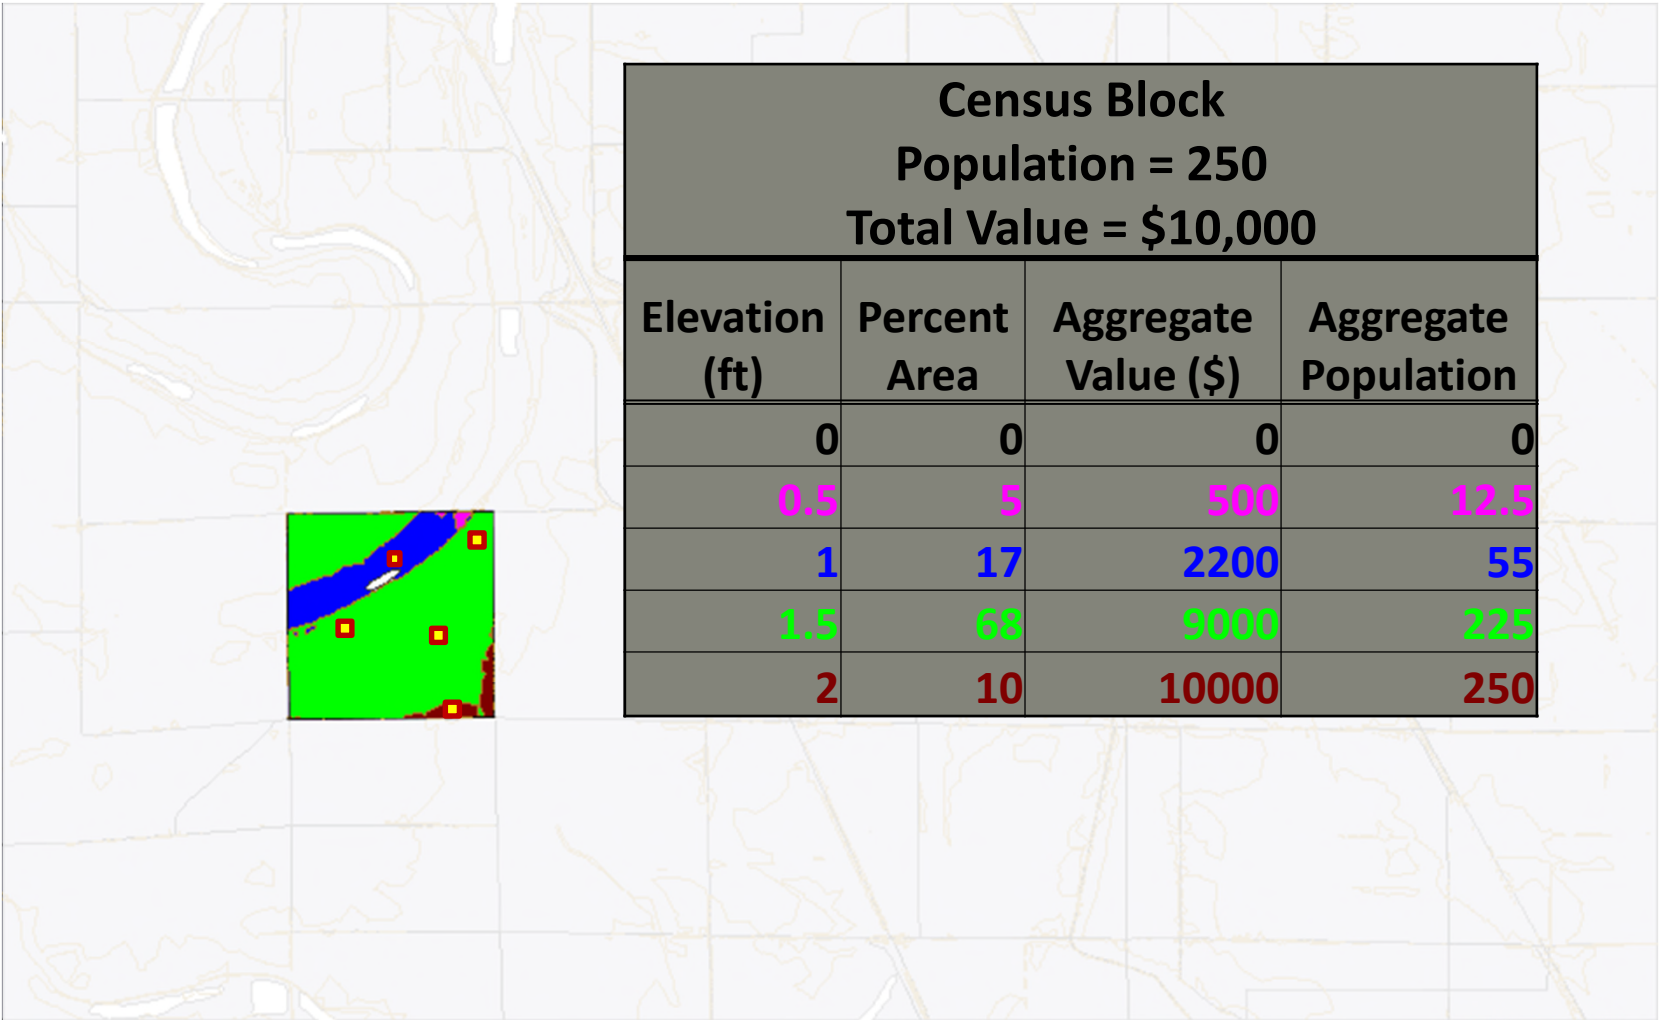 Census Block
Population = 250
Total Value = $10,000
Elevation (ft) Percent Area Aggregate Value ($) Aggregate Population
0 0 0 0
0.5 5 500 12.5
1 17 2200 55
1.5 68 9000 225
2 10 10000 250